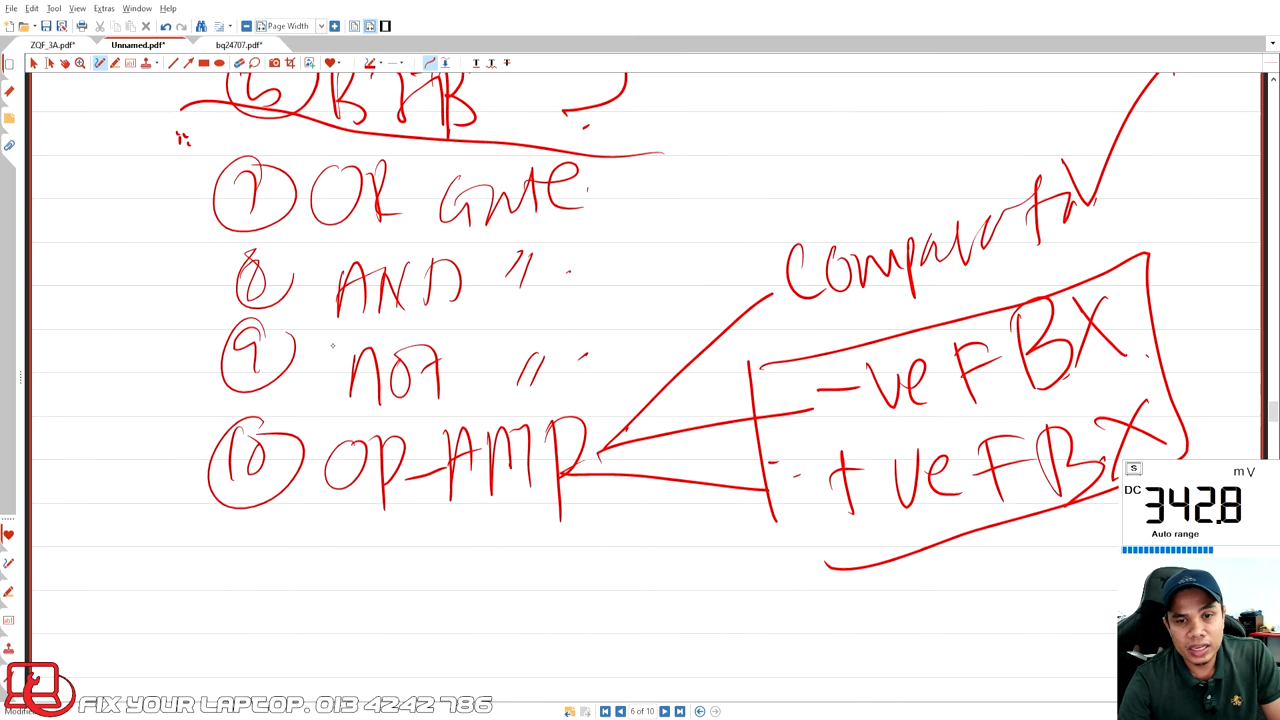 File Edit Tool View Extras Window Help
Page Width
ZQF_3A.pdf* Unnamed.pdf* bq24707.pdf*
7 OR Gate
8 AND "
9 NOT "
10 OP-AMP
Comparator
-ve FB X
+ve FB X
S mV
DC 342.8
Auto range
6 of 10
FIX YOUR LAPTOP. 013 4242 786